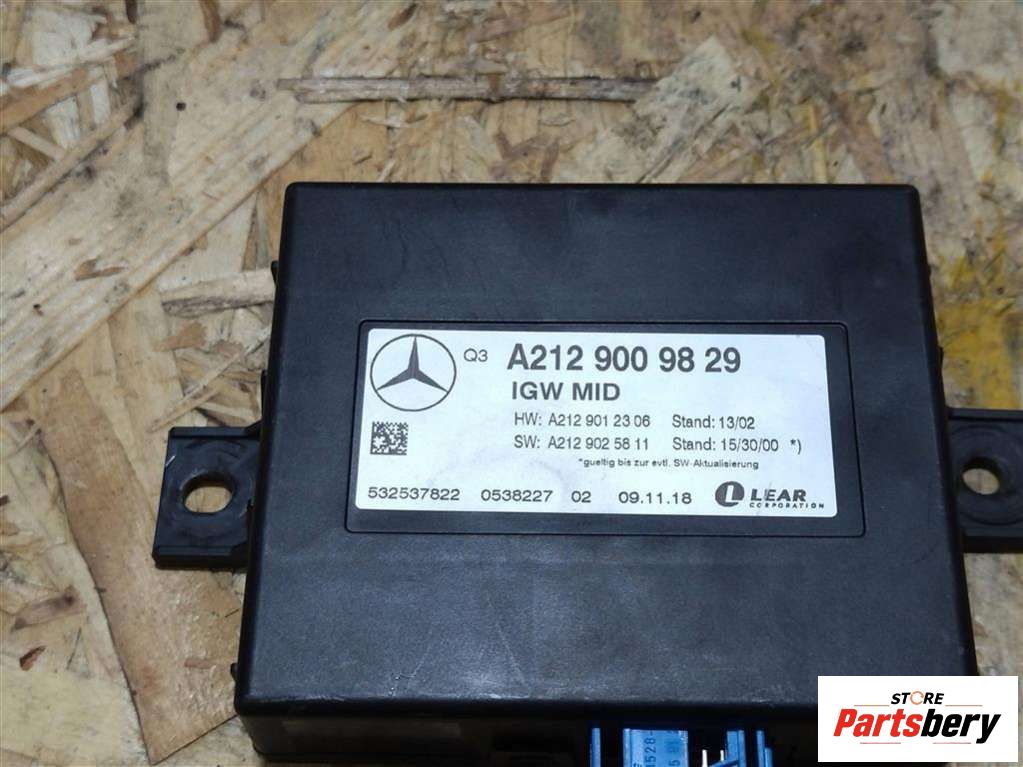 Q3 A212 900 98 29
IGW MID
HW: A212 901 23 06 Stand: 13/02
SW: A212 902 58 11 Stand: 15/30/00 *)
*gueltig bis zur evtl. SW-Aktualisierung
532537822 0538227 02 09.11.18 LEAR
CORPORATION
STORE
Partsbery